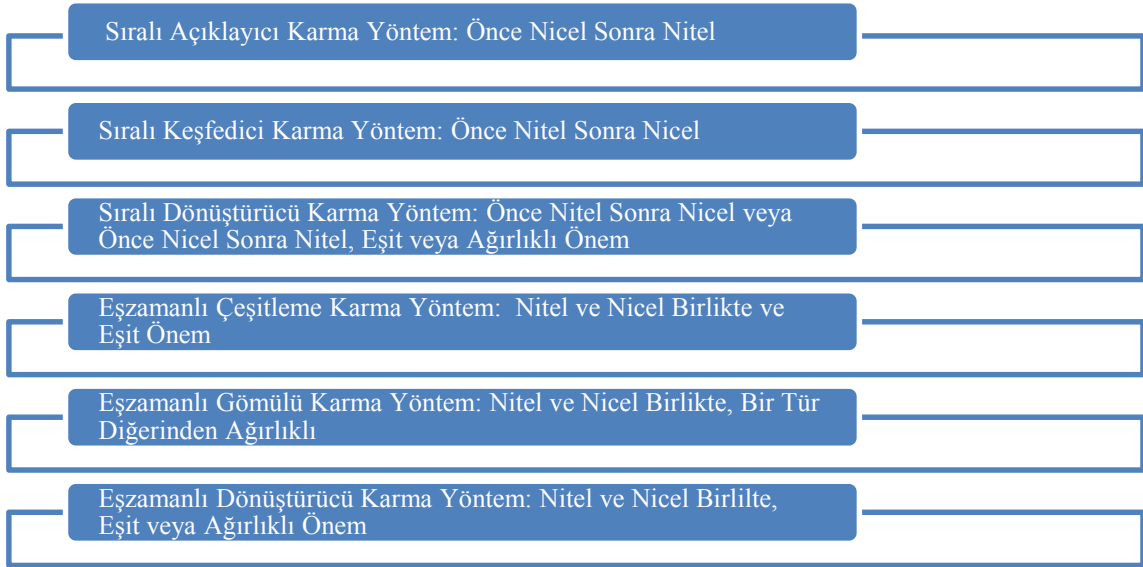 Sıralı Açıklayıcı Karma Yöntem: Önce Nicel Sonra Nitel
Sıralı Keşfedici Karma Yöntem: Önce Nitel Sonra Nicel
Sıralı Dönüştürücü Karma Yöntem: Önce Nitel Sonra Nicel veya
Önce Nicel Sonra Nitel, Eşit veya Ağırlıklı Önem
Eşzamanlı Çeşitleme Karma Yöntem: Nitel ve Nicel Birlikte ve
Eşit Önem
Eşzamanlı Gömülü Karma Yöntem: Nitel ve Nicel Birlikte, Bir Tür
Diğerinden Ağırlıklı
Eşzamanlı Dönüştürücü Karma Yöntem: Nitel ve Nicel Birlilte,
Eşit veya Ağırlıklı Önem